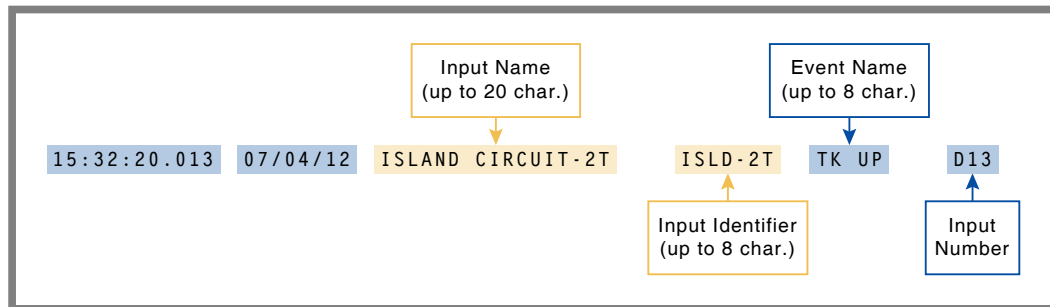 Input Name
(up to 20 char.)
Event Name
(up to 8 char.)
15:32:20.013 07/04/12 ISLAND CIRCUIT-2T ISLD-2T TK UP D13
Input Identifier
(up to 8 char.)
Input
Number